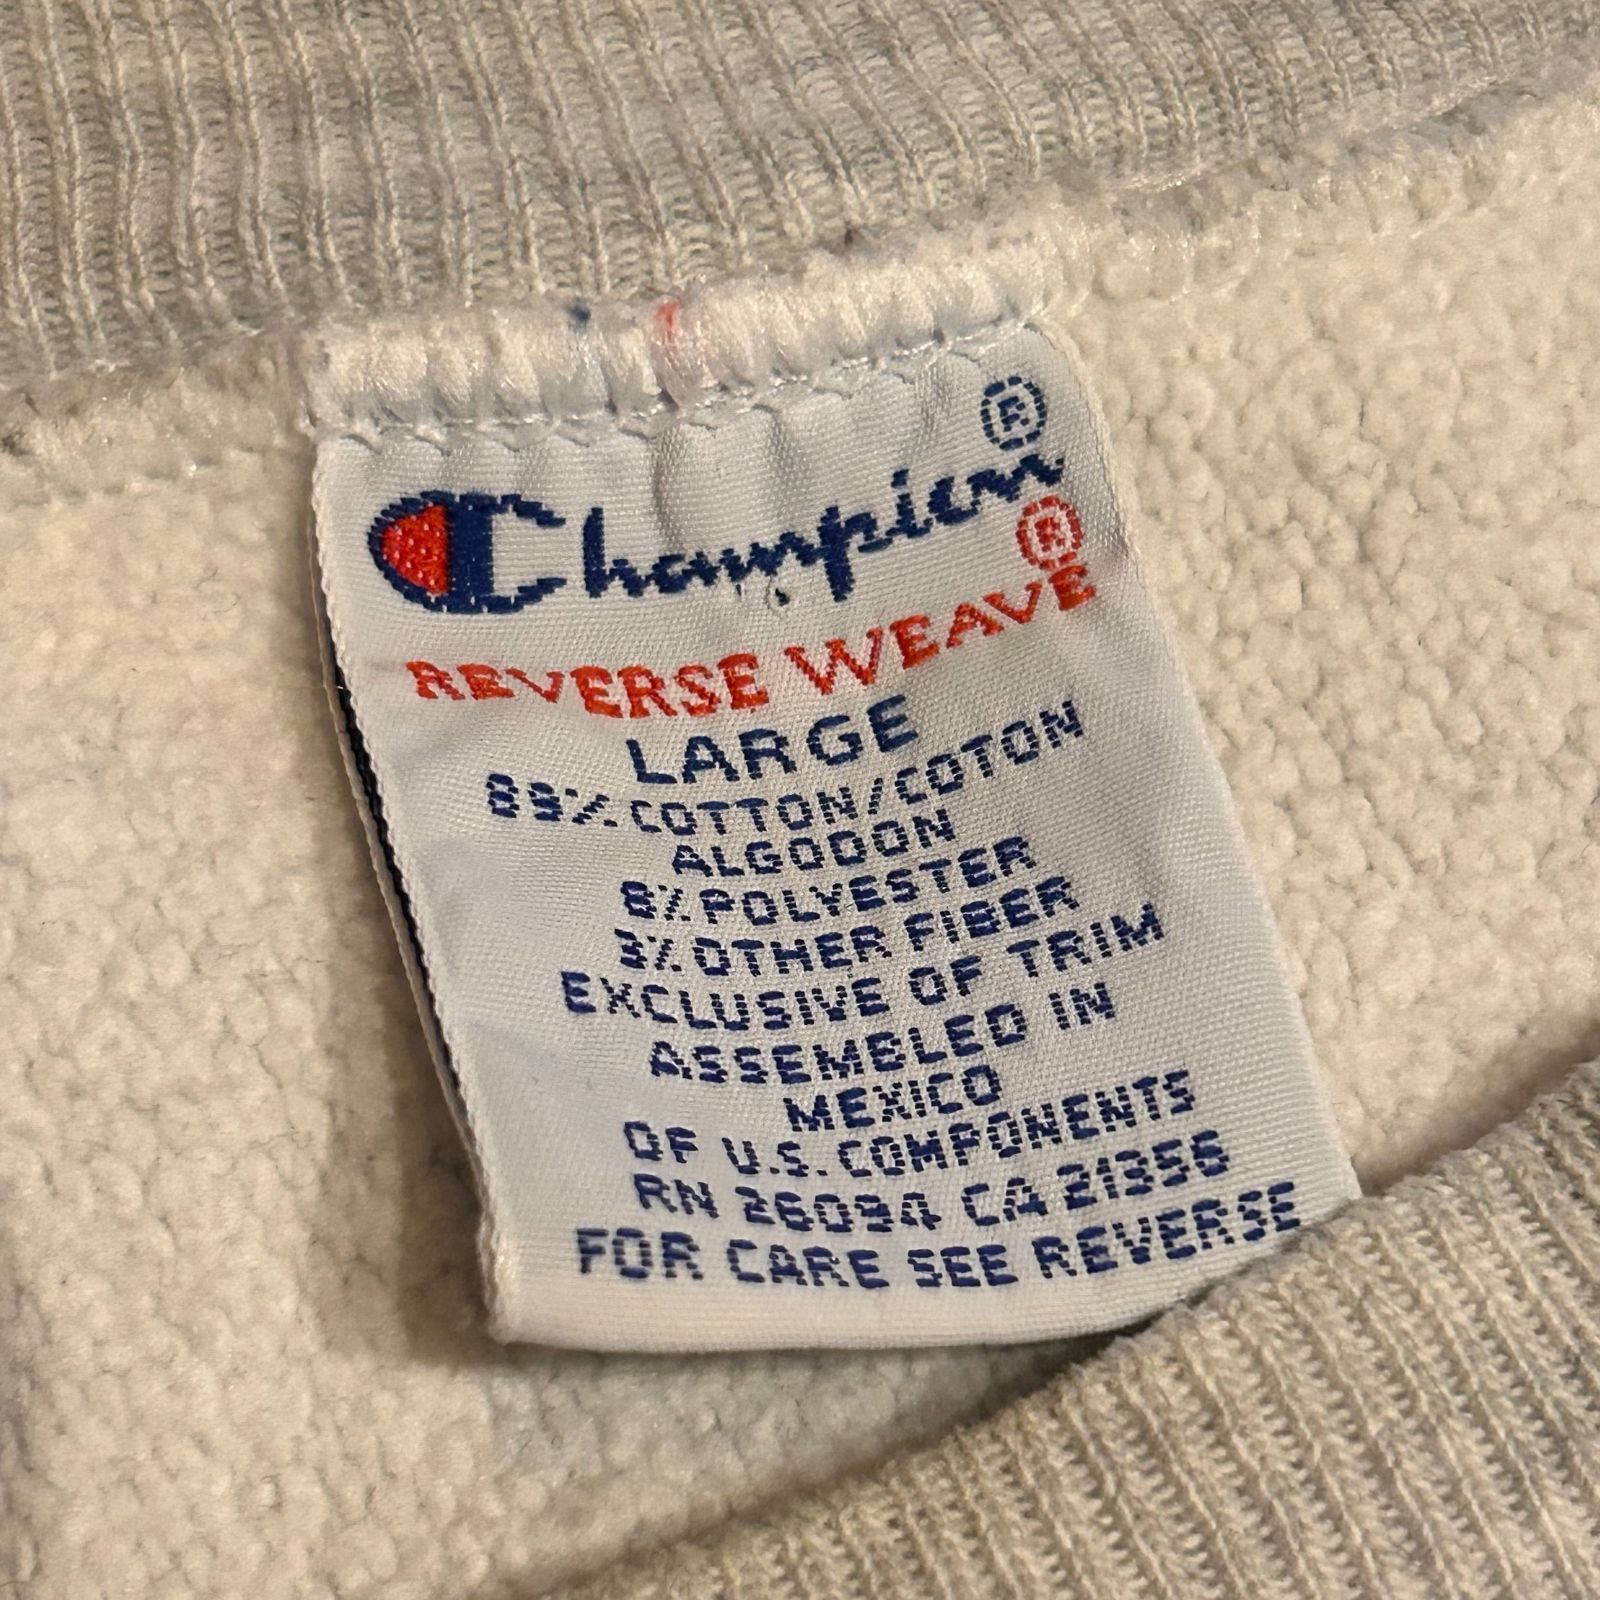 Champion®
REVERSE WEAVE®
LARGE
89% COTTON/COTON
ALGODON
8% POLYESTER
3% OTHER FIBER
EXCLUSIVE OF TRIM
ASSEMBLED IN
MEXICO
OF U.S. COMPONENTS
RN 26094 CA 21356
FOR CARE SEE REVERSE